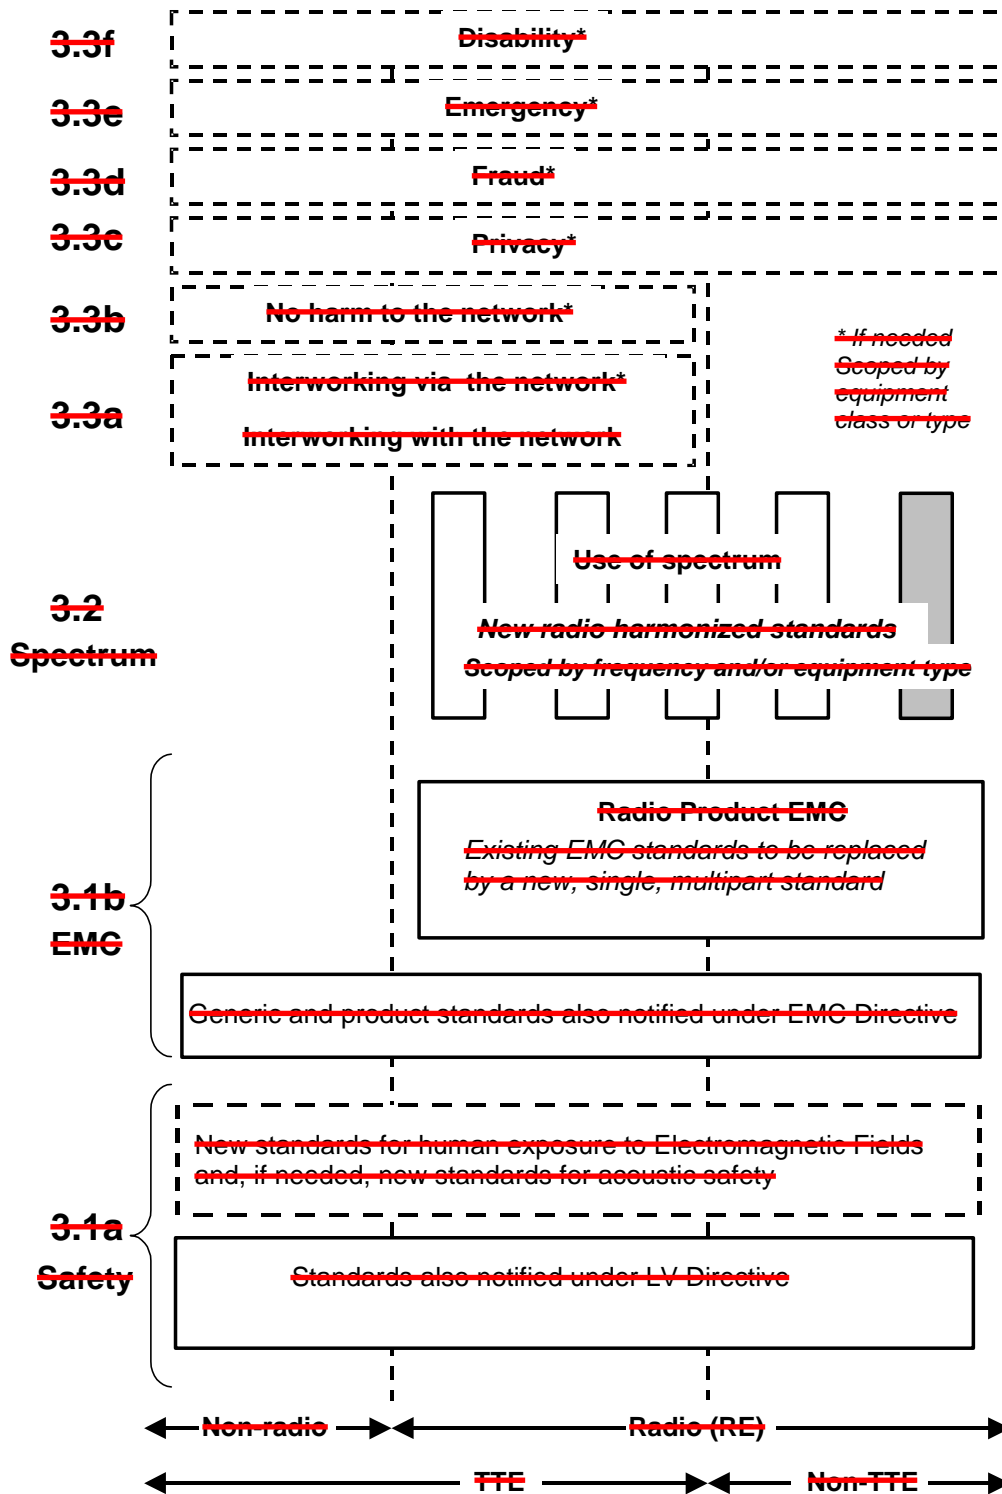 3.3f
Disability*
3.3e
Emergency*
3.3d
Fraud*
3.3c
Privacy*
3.3b
No harm to the network*
* If needed
Scoped by
equipment
class or type
3.3a
Interworking via the network*
Interworking with the network
Use of spectrum
3.2
Spectrum
New radio harmonized standards
Scoped by frequency and/or equipment type
Radio Product EMC
Existing EMC standards to be replaced
by a new, single, multipart standard
3.1b
EMC
Generic and product standards also notified under EMC Directive
New standards for human exposure to Electromagnetic Fields
and, if needed, new standards for acoustic safety
3.1a
Safety
Standards also notified under LV Directive
Non-radio
Radio (RE)
TTE
Non-TTE